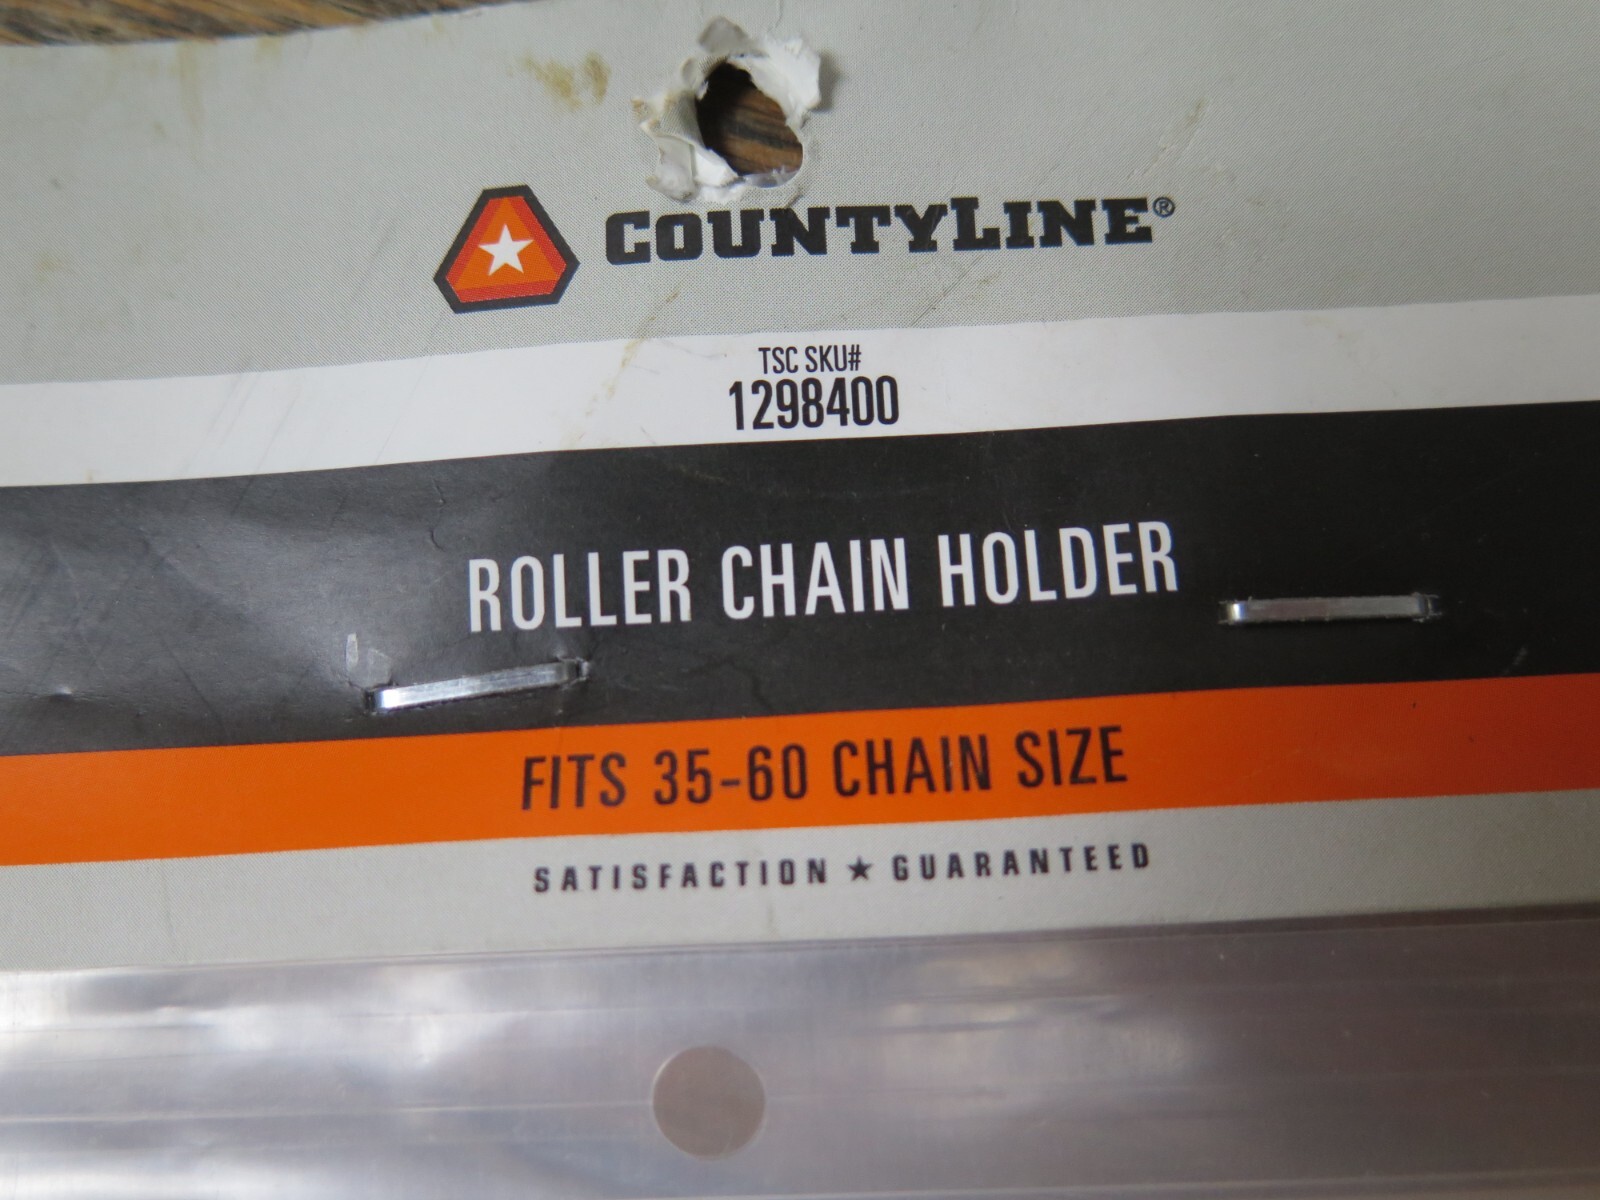 COUNTYLINE®
TSC SKU#
1298400
ROLLER CHAIN HOLDER
FITS 35-60 CHAIN SIZE
SATISFACTION ★ GUARANTEED